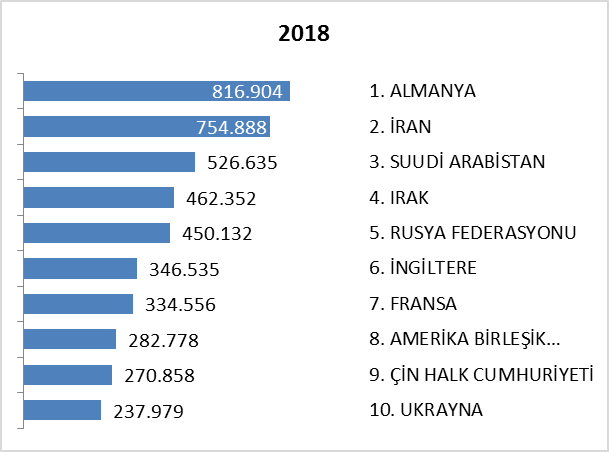 2018
816.904 1. ALMANYA
754.888 2. İRAN
526.635 3. SUUDİ ARABİSTAN
462.352 4. IRAK
450.132 5. RUSYA FEDERASYONU
346.535 6. İNGİLTERE
334.556 7. FRANSA
282.778 8. AMERİKA BİRLEŞİK...
270.858 9. ÇİN HALK CUMHURİYETİ
237.979 10. UKRAYNA